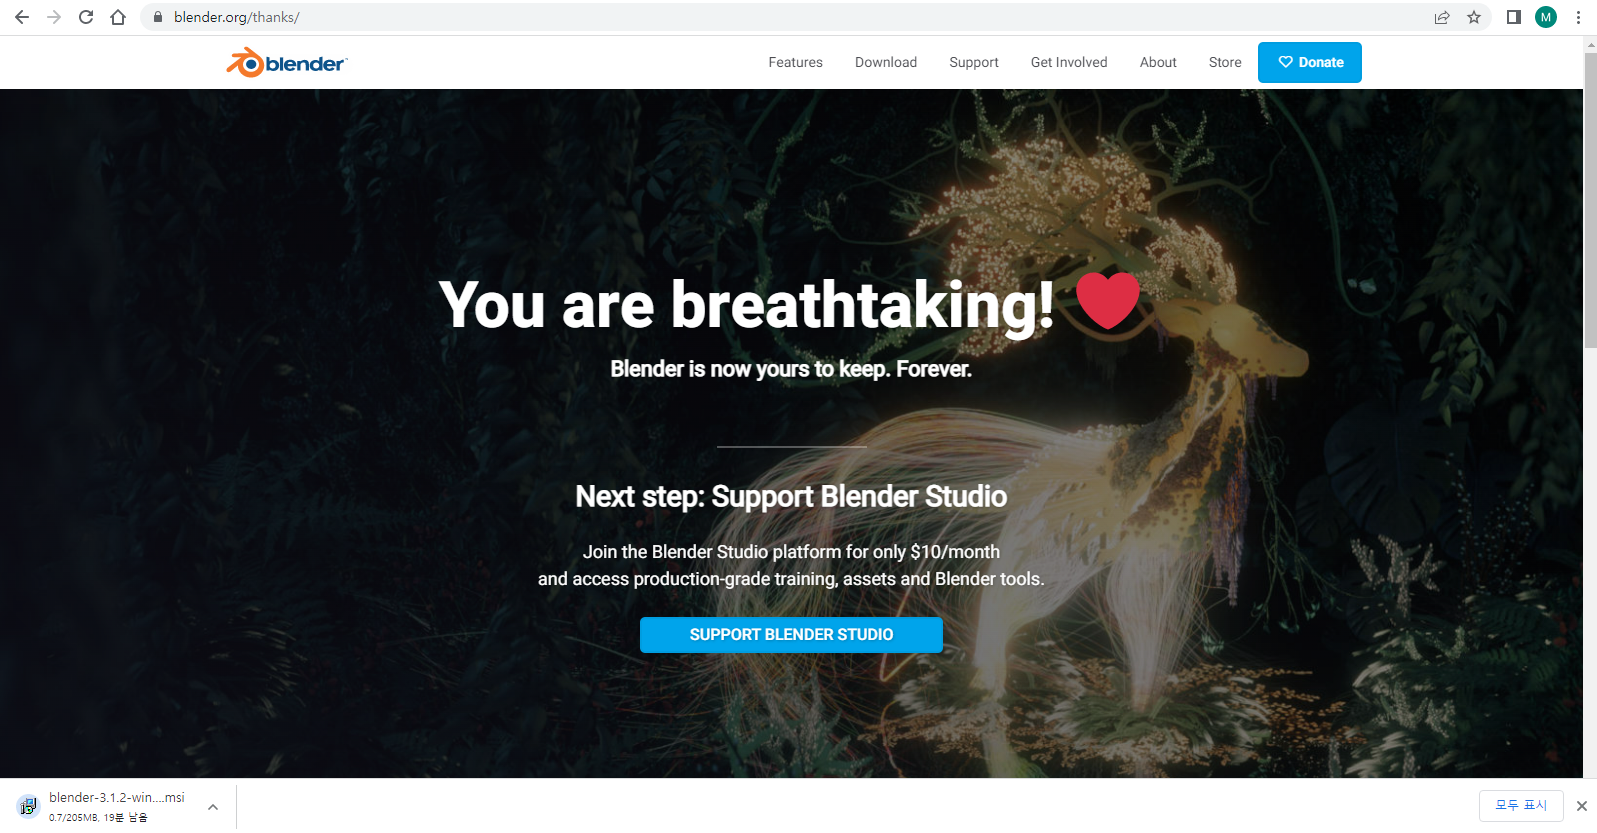 blender.org/thanks/
M
blender™
Features
Download
Support
Get Involved
About
Store
Donate
You are breathtaking!
Blender is now yours to keep. Forever.
Next step: Support Blender Studio
Join the Blender Studio platform for only $10/month
and access production-grade training, assets and Blender tools.
SUPPORT BLENDER STUDIO
blender-3.1.2-win....msi
0.7/205MB, 19분 남음
모두 표시